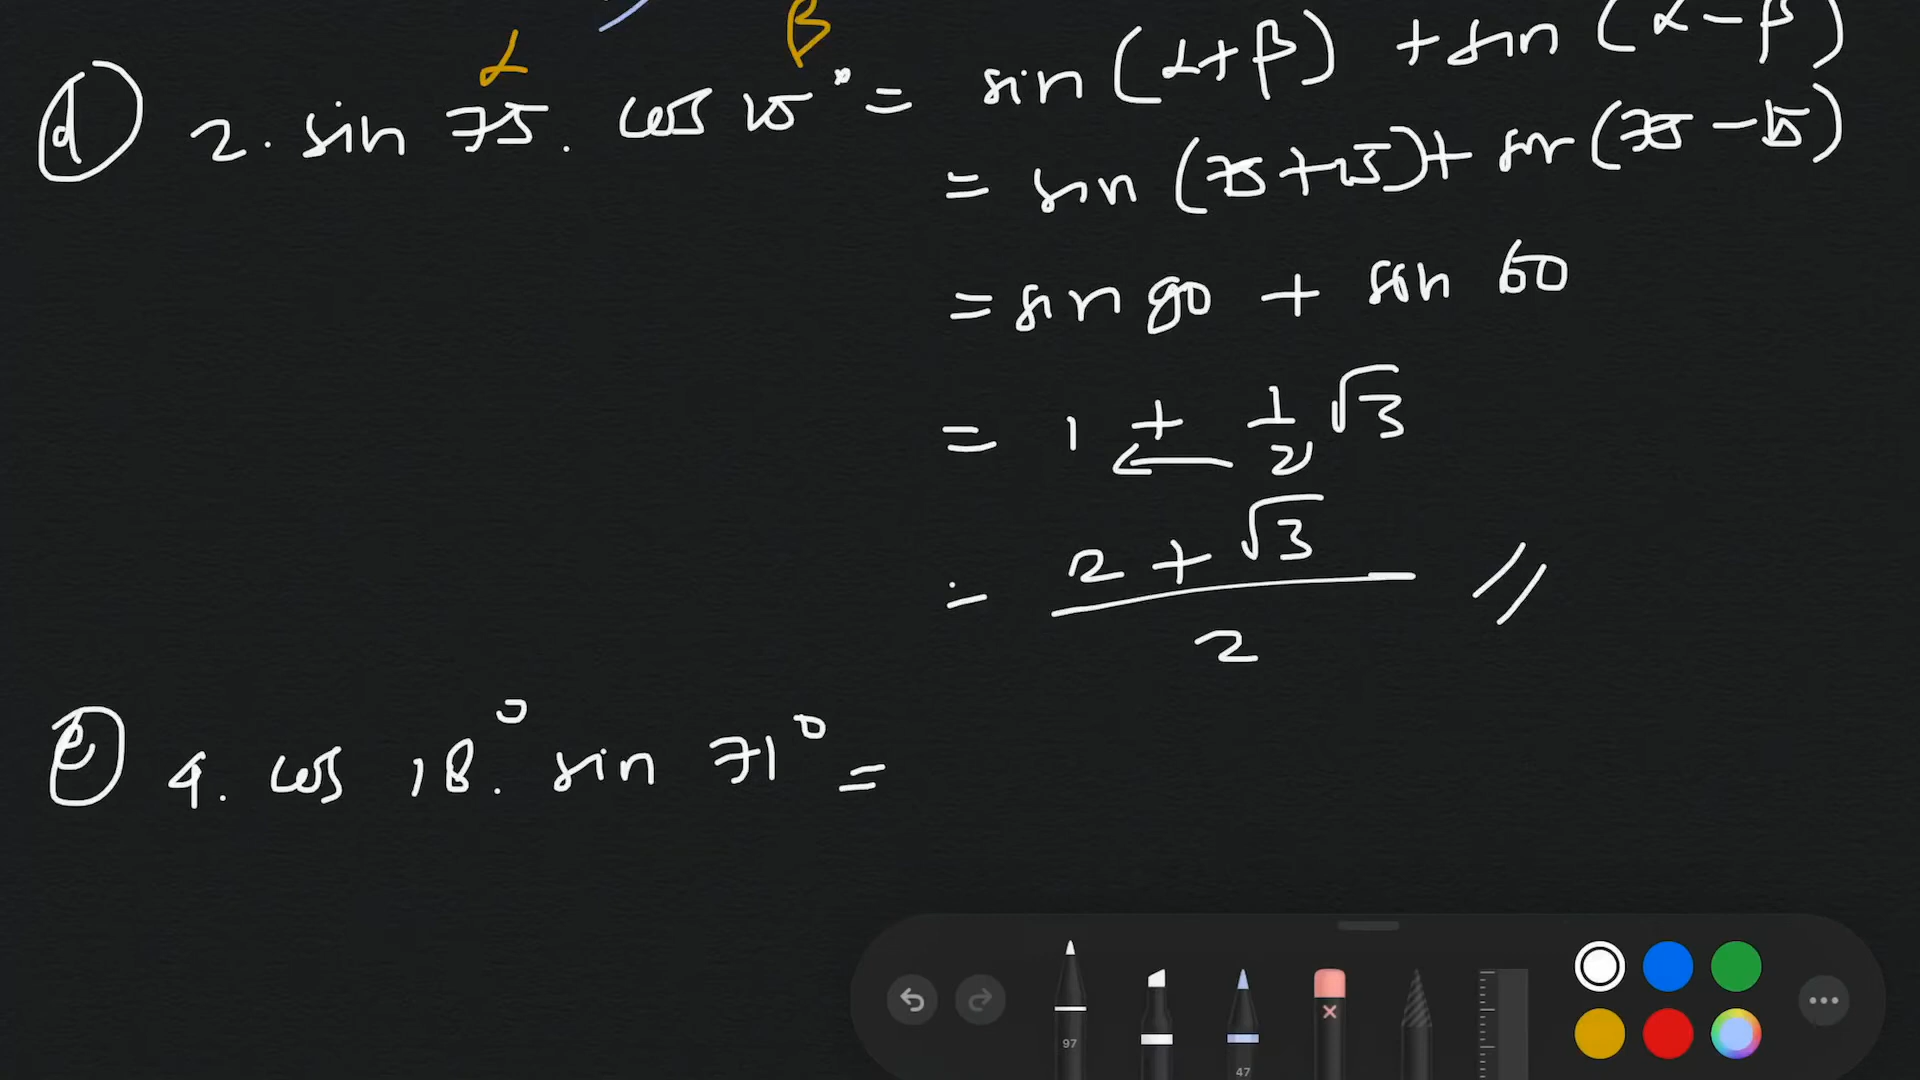 α β
(d) 2. sin 75. cos 15° = sin (α+β) + sin (α-β)
= sin (75+15) + sin (75-15)
= sin 90 + sin 60
= 1 + 1/2 √3
= (2 + √3)/2 //
(e) 4. cos 18°. sin 71° =
97
47